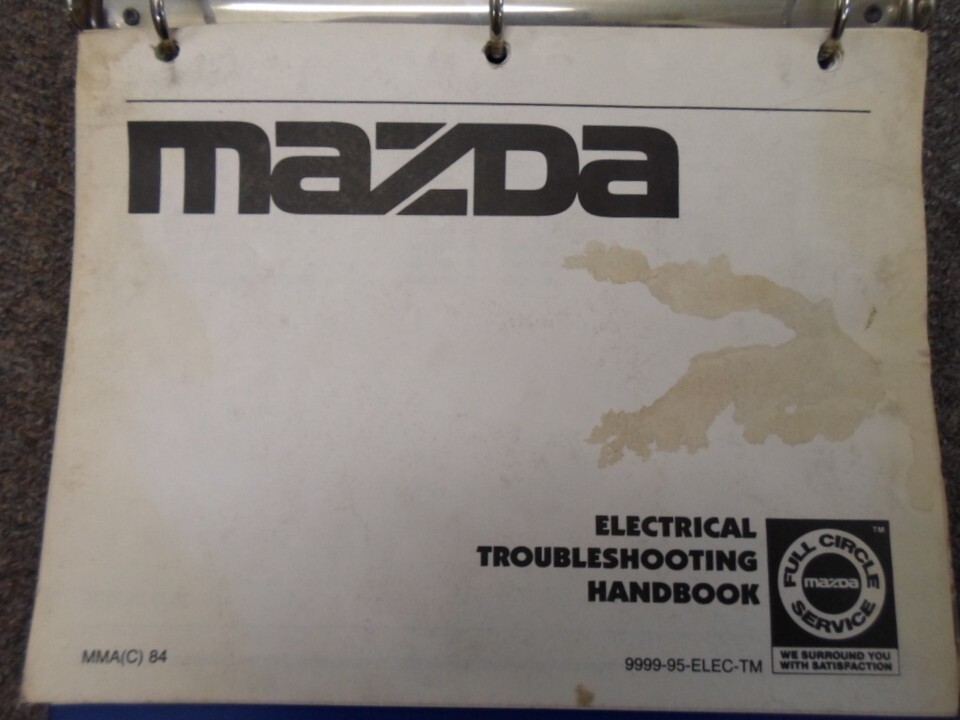 mazda
ELECTRICAL
TROUBLESHOOTING
HANDBOOK
TM
FULL CIRCLE
mazda
SERVICE
WE SURROUND YOU
WITH SATISFACTION
MMA(C) 84
9999-95-ELEC-TM